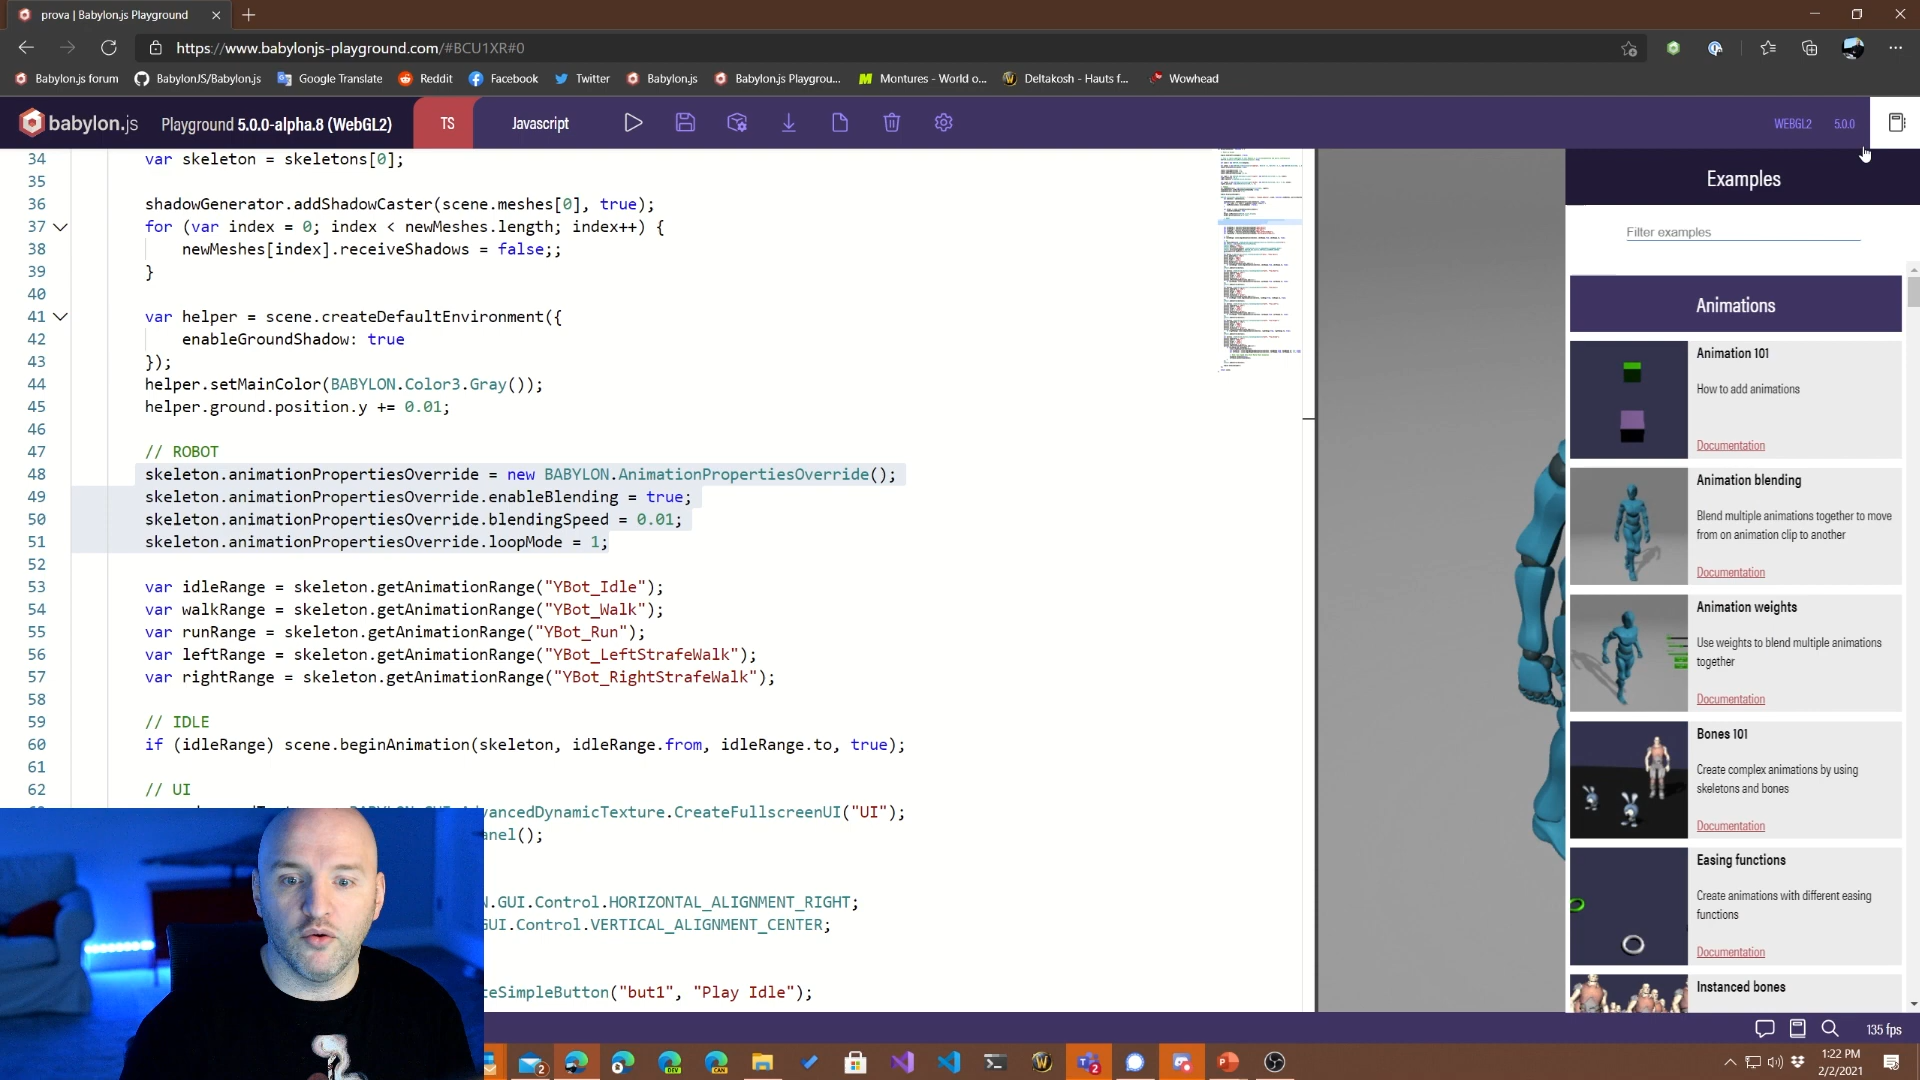 prova | Babylon.js Playground
https://www.babylonjs-playground.com/#BCU1XR#0
Babylon.js forum
BabylonJS/Babylon.js
Google Translate
Reddit
Facebook
Twitter
Babylon.js
Babylon.js Playgrou...
Montures - World o...
Deltakosh - Hauts f...
Wowhead
babylon.js
Playground 5.0.0-alpha.8 (WebGL2)
TS
Javascript
WEBGL2
5.0.0
34 var skeleton = skeletons[0];
35
36 shadowGenerator.addShadowCaster(scene.meshes[0], true);
37 for (var index = 0; index < newMeshes.length; index++) {
38 newMeshes[index].receiveShadows = false;;
39 }
40
41 var helper = scene.createDefaultEnvironment({
42 enableGroundShadow: true
43 });
44 helper.setMainColor(BABYLON.Color3.Gray());
45 helper.ground.position.y += 0.01;
46
47 // ROBOT
48 skeleton.animationPropertiesOverride = new BABYLON.AnimationPropertiesOverride();
49 skeleton.animationPropertiesOverride.enableBlending = true;
50 skeleton.animationPropertiesOverride.blendingSpeed = 0.01;
51 skeleton.animationPropertiesOverride.loopMode = 1;
52
53 var idleRange = skeleton.getAnimationRange("YBot_Idle");
54 var walkRange = skeleton.getAnimationRange("YBot_Walk");
55 var runRange = skeleton.getAnimationRange("YBot_Run");
56 var leftRange = skeleton.getAnimationRange("YBot_LeftStrafeWalk");
57 var rightRange = skeleton.getAnimationRange("YBot_RightStrafeWalk");
58
59 // IDLE
60 if (idleRange) scene.beginAnimation(skeleton, idleRange.from, idleRange.to, true);
61
62 // UI
vancedDynamicTexture.CreateFullscreenUI("UI");
anel();
.GUI.Control.HORIZONTAL_ALIGNMENT_RIGHT;
GUI.Control.VERTICAL_ALIGNMENT_CENTER;
teSimpleButton("but1", "Play Idle");
Examples
Filter examples
Animations
Animation 101
How to add animations
Documentation
Animation blending
Blend multiple animations together to move
from on animation clip to another
Documentation
Animation weights
Use weights to blend multiple animations
together
Documentation
Bones 101
Create complex animations by using
skeletons and bones
Documentation
Easing functions
Create animations with different easing
functions
Documentation
Instanced bones
135 fps
2
DEV
CAN
2
1:22 PM
2/2/2021